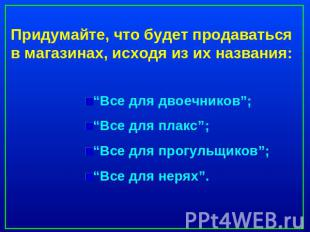 Придумайте, что будет продаваться
в магазинах, исходя из их названия:
“Все для двоечников”;
“Все для плакс”;
“Все для прогульщиков”;
“Все для нерях”.
PPt4WEB.ru